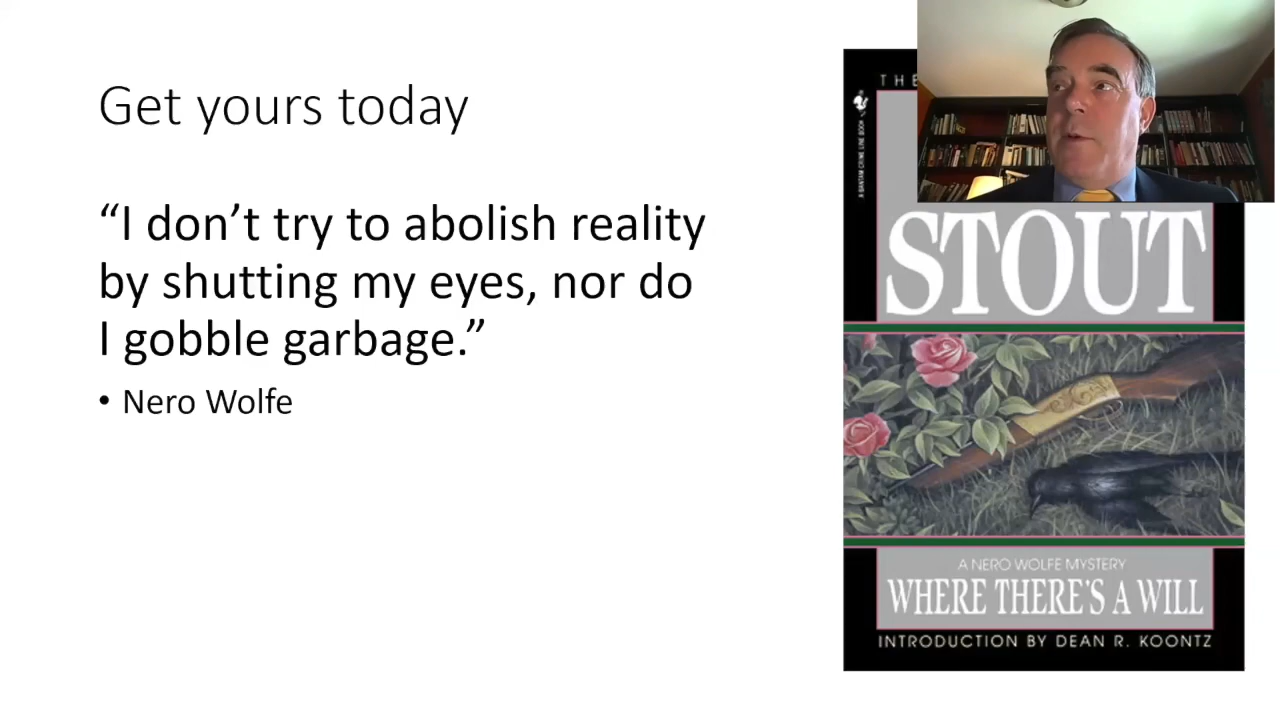 Get yours today
“I don’t try to abolish reality
by shutting my eyes, nor do
I gobble garbage.”
• Nero Wolfe
A BANTAM CRIME LINE BOOK
STOUT
A NERO WOLFE MYSTERY
WHERE THERE'S A WILL
INTRODUCTION BY DEAN R. KOONTZ